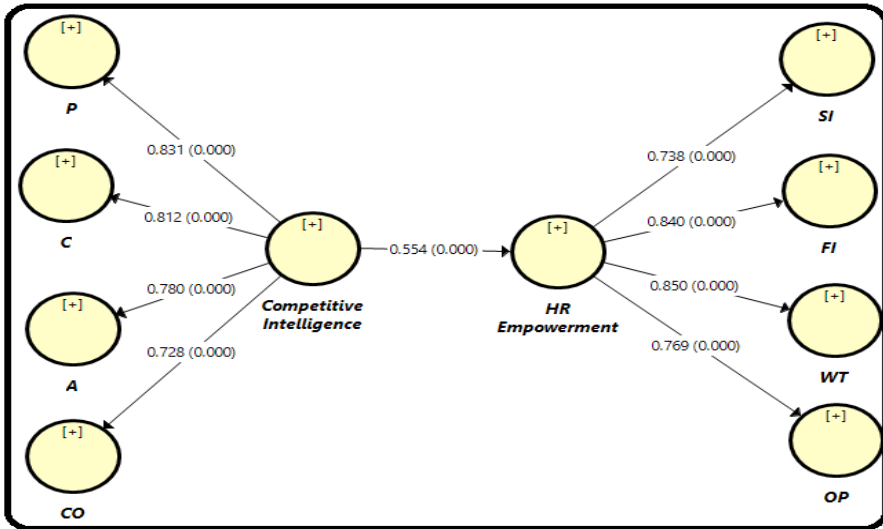 [+]
P
[+]
SI
0.831 (0.000)
0.738 (0.000)
[+]
C
[+]
FI
0.812 (0.000)
0.840 (0.000)
[+]
Competitive
Intelligence
0.554 (0.000)
[+]
HR
Empowerment
0.780 (0.000)
0.850 (0.000)
[+]
A
[+]
WT
0.728 (0.000)
0.769 (0.000)
[+]
CO
[+]
OP